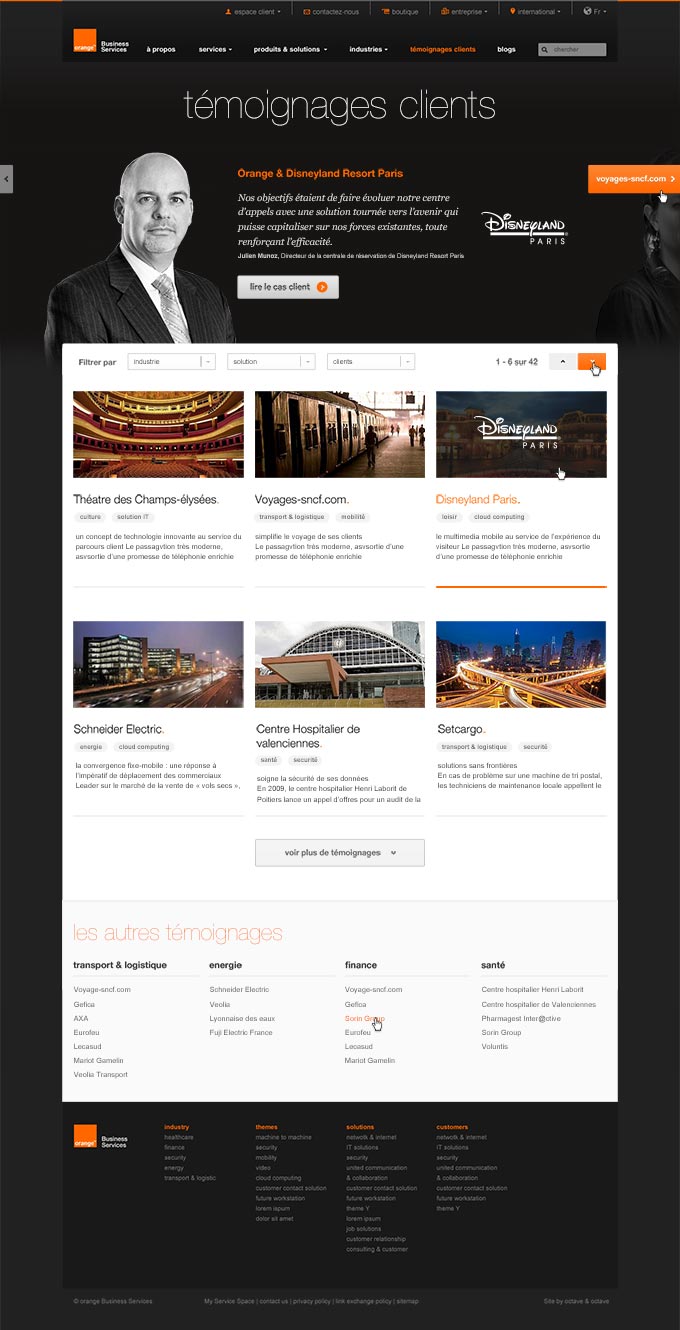 espace client
contactez-nous
boutique
entreprise
international
Fr
orange
Business
Services
à propos
services
produits & solutions
industries
témoignages clients
blogs
chercher
témoignages clients
Orange & Disneyland Resort Paris
Nos objectifs étaient de faire évoluer notre centre
d'appels avec une solution tournée vers l'avenir qui
puisse capitaliser sur nos forces existantes, toute
renforçant l'efficacité.
Julien Munoz, Directeur de la centrale de réservation de Disneyland Resort Paris
lire le cas client
DISNEYLAND
PARIS
voyages-sncf.com
Filtrer par
industrie
solution
clients
1 - 6 sur 42
DISNEYLAND
PARIS
Théatre des Champs-élysées.
culture
solution IT
un concept de technologie innovante au service du
parcours client Le passagvtion très moderne,
asvsortie d'une promesse de téléphonie enrichie
Voyages-sncf.com.
transport & logistique
mobilité
simplifie le voyage de ses clients
Le passagvtion très moderne, asvsortie d'une
promesse de téléphonie enrichie
Disneyland Paris.
loisir
cloud computing
le multimedia mobile au service de l'expérience du
visiteur Le passagvtion très moderne, asvsortie
d'une promesse de téléphonie enrichie
Schneider Electric.
energie
cloud computing
la convergence fixe-mobile : une réponse à
l'impératif de déplacement des commerciaux
Leader sur le marché de la vente de « vols secs »,
Centre Hospitalier de
valenciennes.
santé
securité
soigne la sécurité de ses données
En 2009, le centre hospitalier Henri Laborit de
Poitiers lance un appel d'offres pour un audit de la
Setcargo.
transport & logistique
securité
solutions sans frontières
En cas de problème sur une machine de tri postal,
les techniciens de maintenance locale appellent le
voir plus de témoignages
les autres témoignages
transport & logistique
Voyage-sncf.com
Gefica
AXA
Eurofeu
Lecasud
Mariot Gamelin
Veolia Transport
energie
Schneider Electric
Veolia
Lyonnaise des eaux
Fuji Electric France
finance
Voyage-sncf.com
Gefica
Sorin Group
Eurofeu
Lecasud
Mariot Gamelin
santé
Centre hospitalier Henri Laborit
Centre hospitalier de Valenciennes
Pharmagest Inter@ctive
Sorin Group
Voluntis
orange
Business
Services
industry
healthcare
finance
security
energy
transport & logistic
themes
machine to machine
security
mobility
video
cloud computing
customer contact solution
future workstation
lorem ispum
dolor sit amet
solutions
netwotk & internet
IT solutions
security
united communication
& collaboration
customer contact solution
future workstation
theme Y
lorem ipsum
job solutions
customer relationship
consulting & customer
customers
netwotk & internet
IT solutions
security
united communication
& collaboration
customer contact solution
future workstation
theme Y
© orange Business Services
My Service Space | contact us | privacy policy | link exchange policy | sitemap
Site by octave & octave